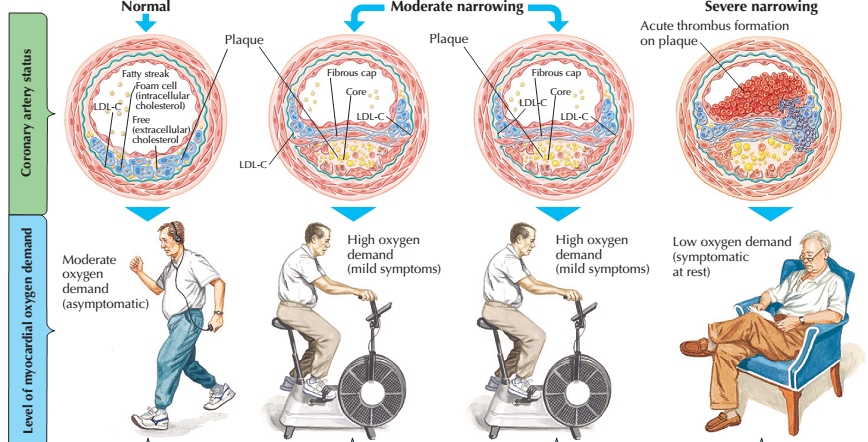 Normal
Moderate narrowing
Severe narrowing
Coronary artery status
Plaque
Fatty streak
Foam cell
(intracellular
cholesterol)
LDL-C
Free
(extracellular)
cholesterol
Fibrous cap
Core
LDL-C
LDL-C
Plaque
Fibrous cap
Core
LDL-C
LDL-C
Acute thrombus formation
on plaque
Level of myocardial oxygen demand
Moderate
oxygen
demand
(asymptomatic)
High oxygen
demand
(mild symptoms)
High oxygen
demand
(mild symptoms)
Low oxygen demand
(symptomatic
at rest)